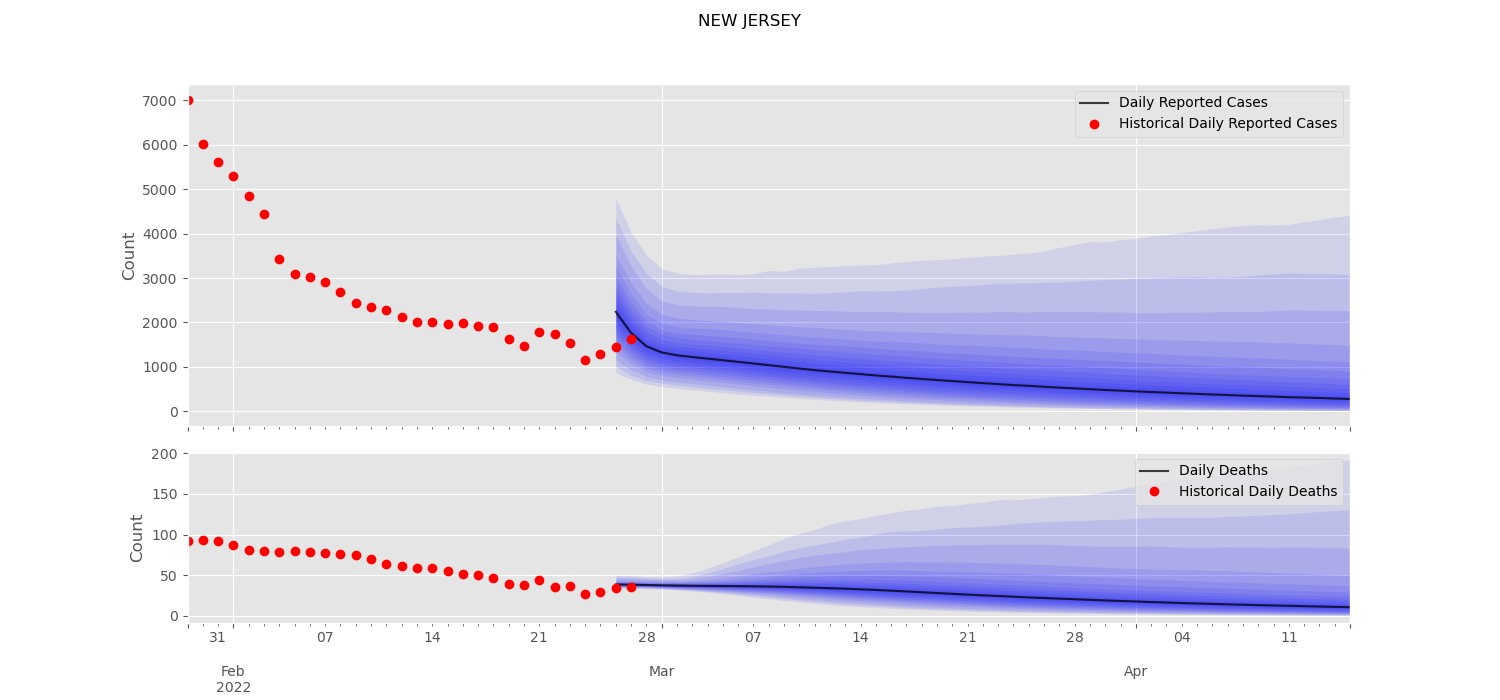 NEW JERSEY
7000
6000
5000
4000
3000
2000
1000
0
Count
Daily Reported Cases
Historical Daily Reported Cases
200
150
100
50
0
Count
Daily Deaths
Historical Daily Deaths
31 07 14 21 28 07 14 21 28 04 11
Feb Mar Apr
2022